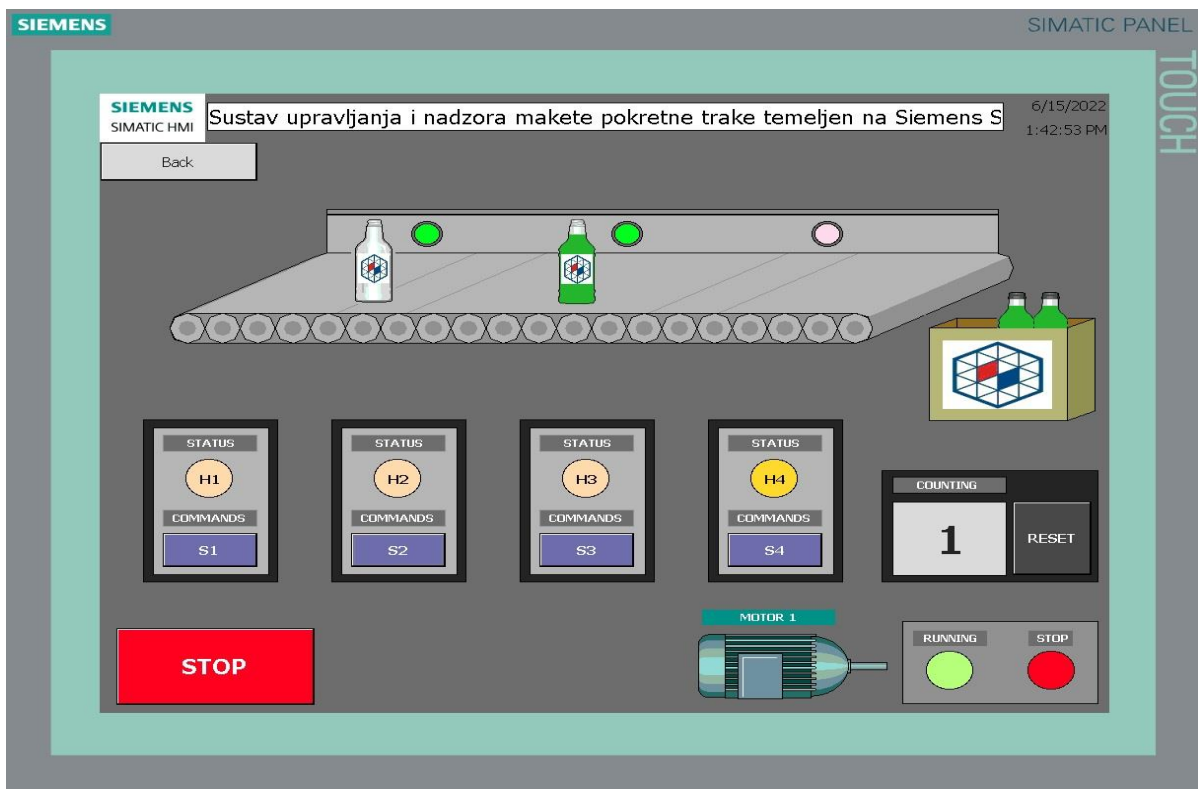 SIEMENS
SIMATIC PANEL
TOUCH
SIEMENS
SIMATIC HMI
Sustav upravljanja i nadzora makete pokretne trake temeljen na Siemens S
6/15/2022
1:42:53 PM
Back
STATUS
H1
COMMANDS
S1
STATUS
H2
COMMANDS
S2
STATUS
H3
COMMANDS
S3
STATUS
H4
COMMANDS
S4
COUNTING
1
RESET
STOP
MOTOR 1
RUNNING
STOP